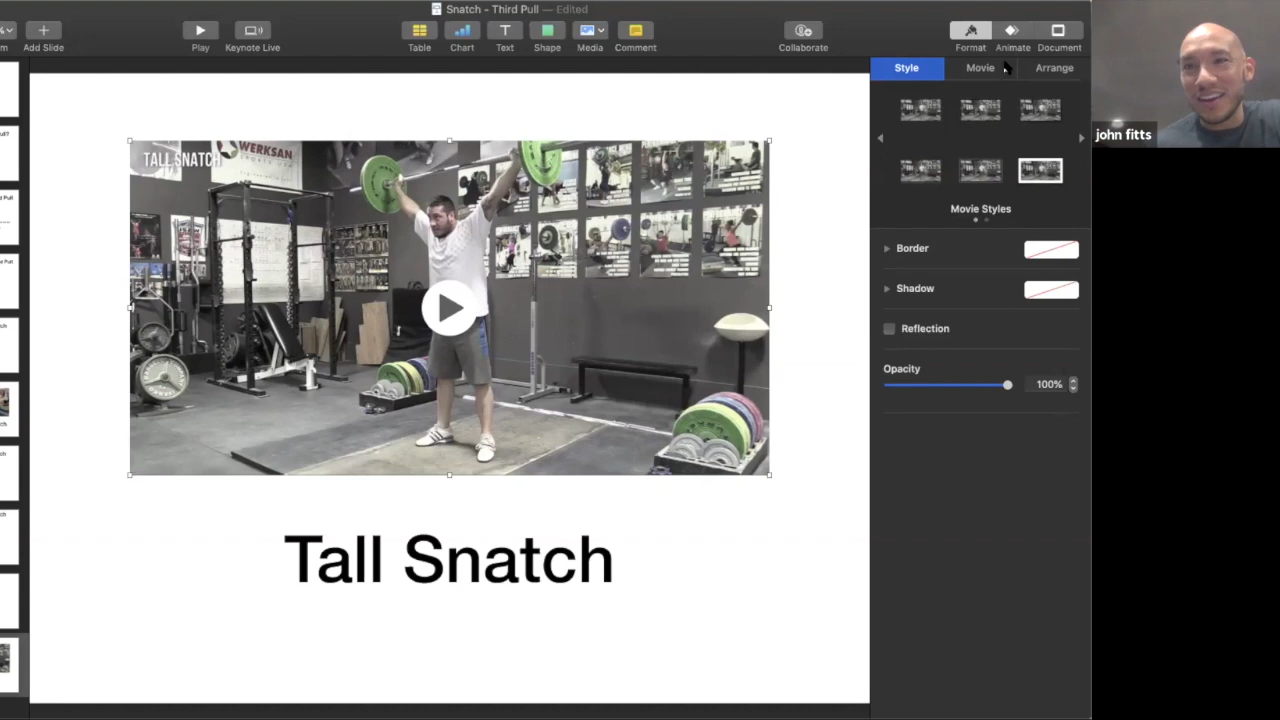 Snatch - Third Pull — Edited
Add Slide
Play
Keynote Live
Table
Chart
Text
Shape
Media
Comment
Collaborate
Format
Animate
Document
Style
Movie
Arrange
john fitts
TALL SNATCH
WERKSAN
Movie Styles
Border
Shadow
Reflection
Opacity
100%
Tall Snatch